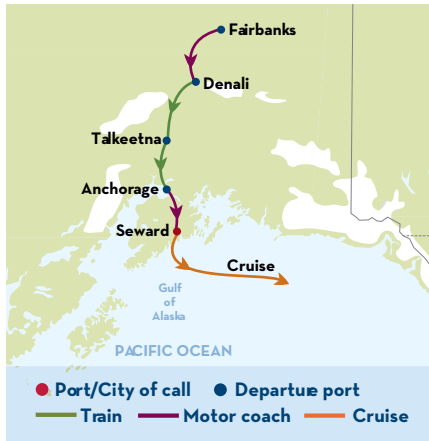 Fairbanks
Denali
Talkeetna
Anchorage
Seward
Cruise
Gulf
of
Alaska
PACIFIC OCEAN
Port/City of call
Departure port
Train
Motor coach
Cruise